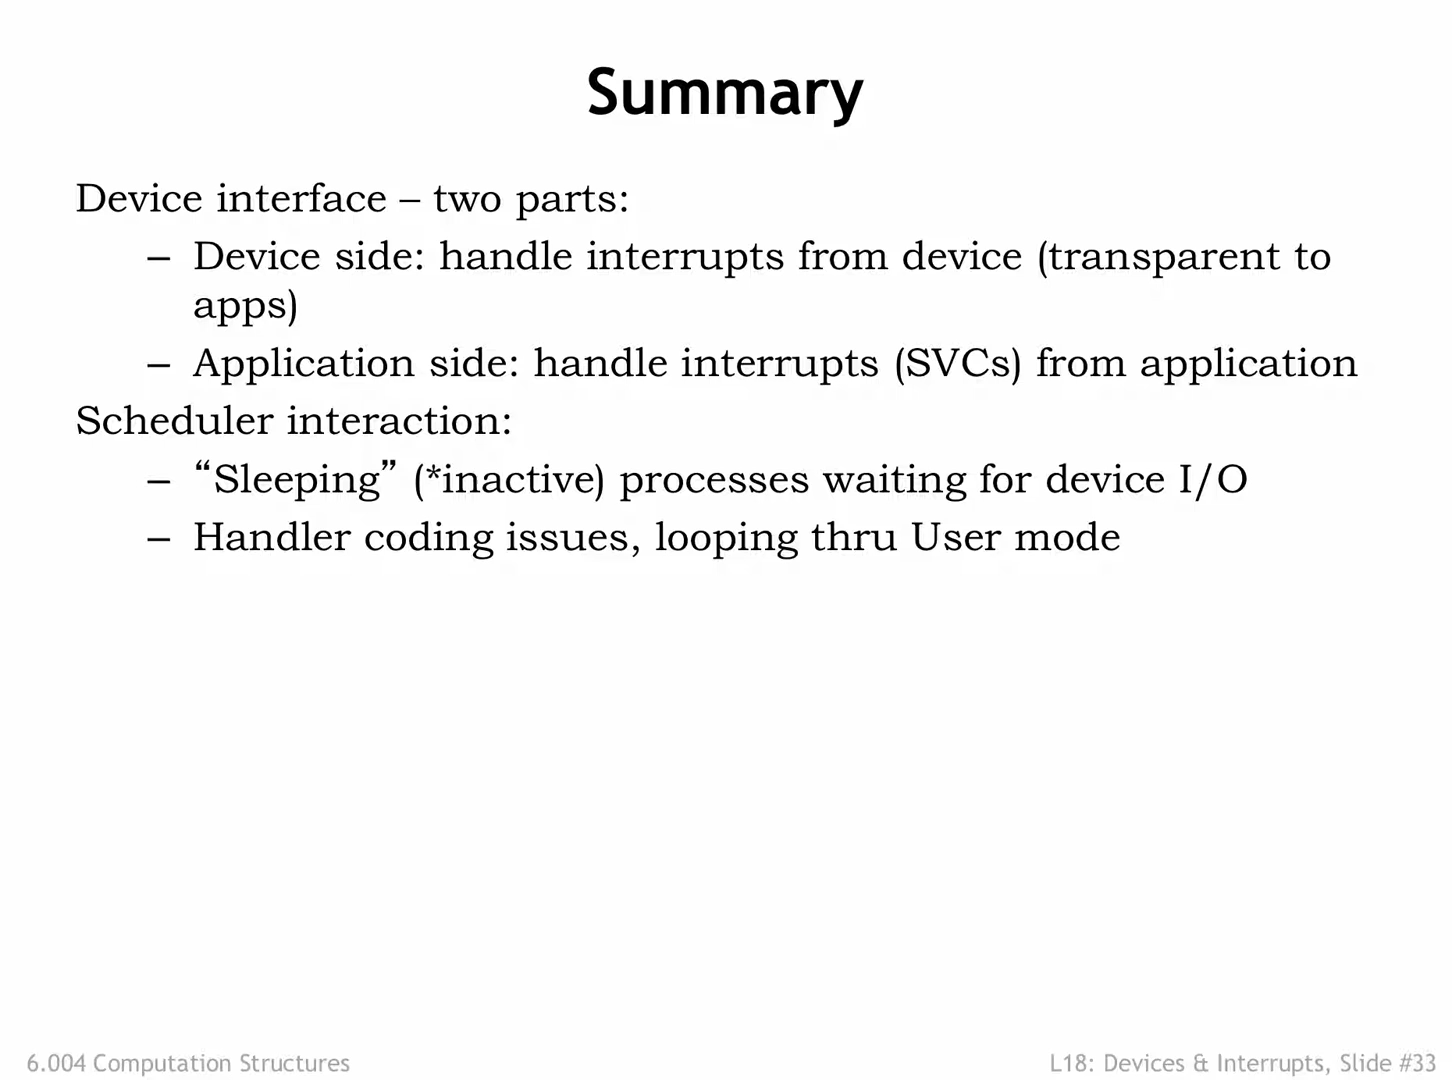 Summary
Device interface – two parts:
– Device side: handle interrupts from device (transparent to
apps)
– Application side: handle interrupts (SVCs) from application
Scheduler interaction:
– “Sleeping” (*inactive) processes waiting for device I/O
– Handler coding issues, looping thru User mode
6.004 Computation Structures
L18: Devices & Interrupts, Slide #33